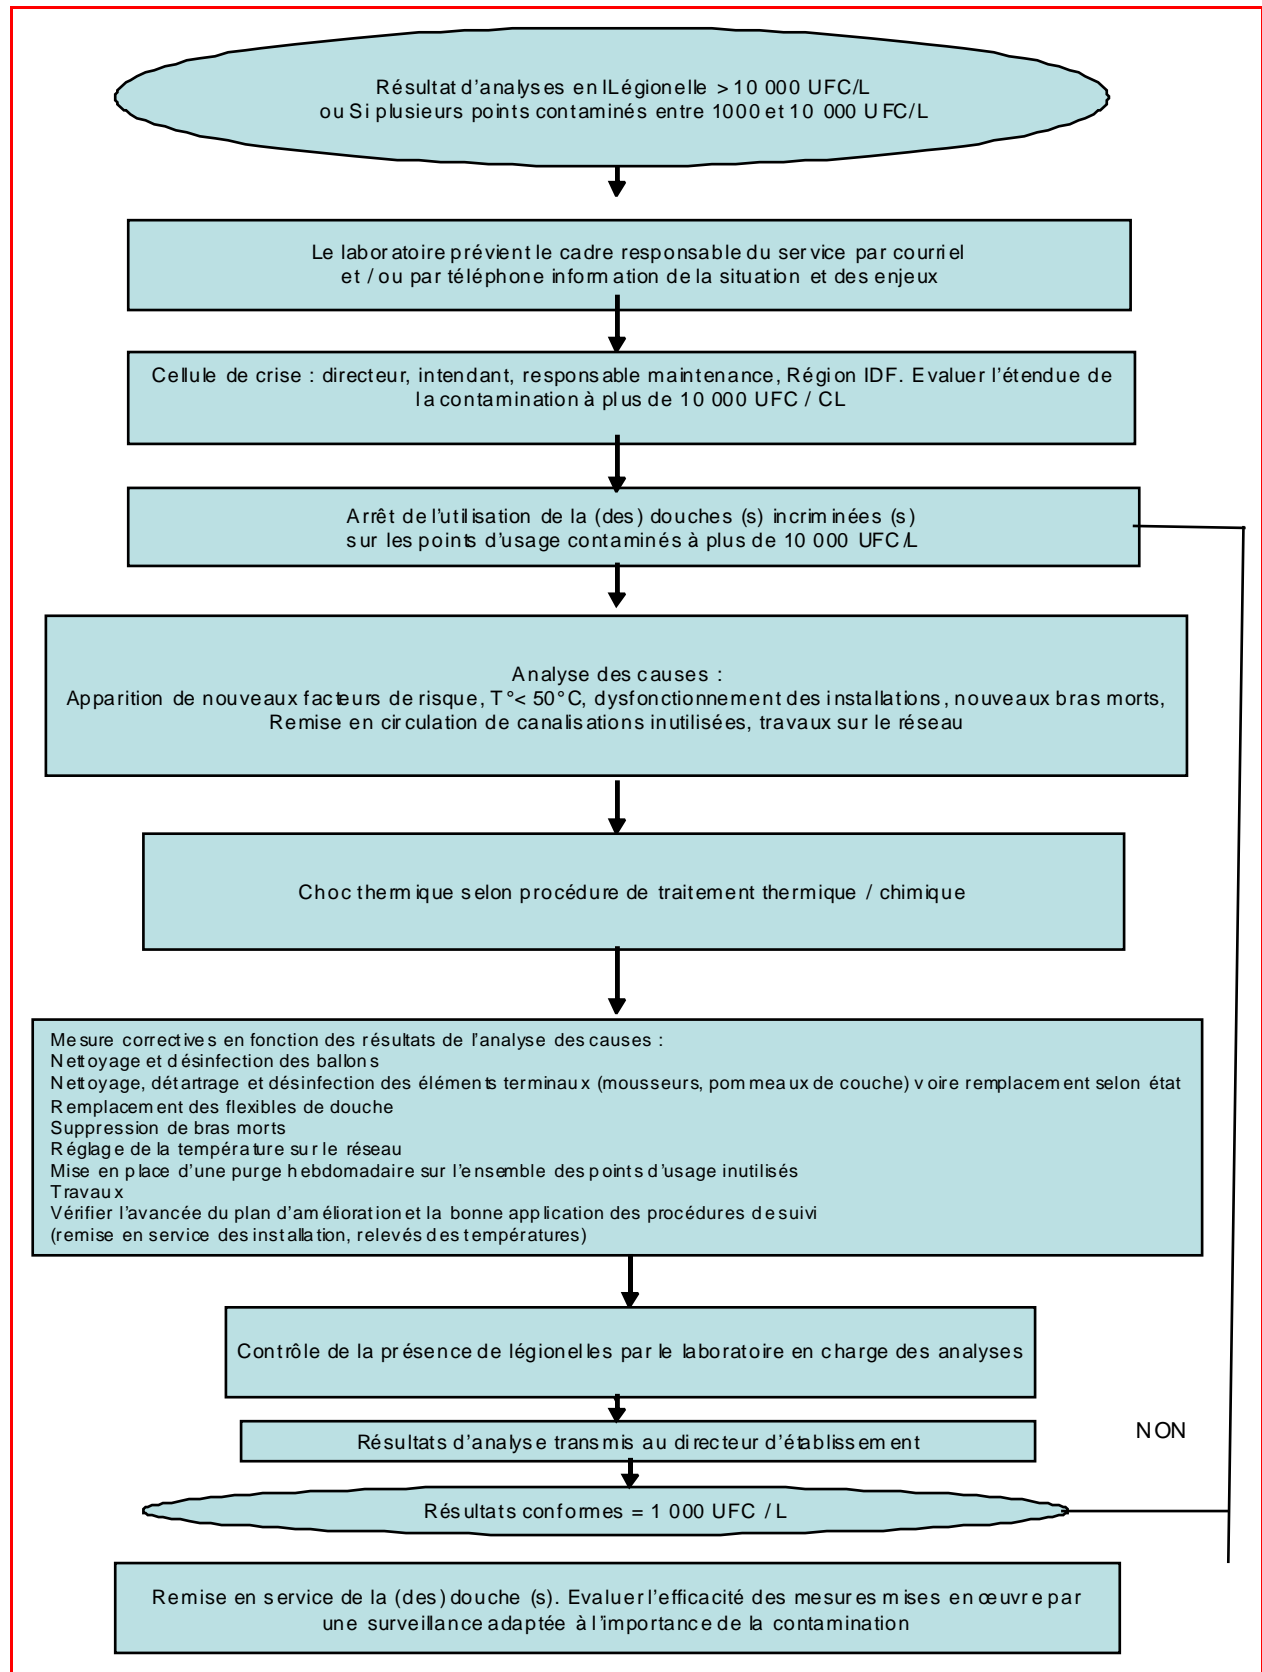 Résultat d'analyses en lLégionelle > 10 000 UFC/L
ou Si plusieurs points contaminés entre 1000 et 10 000 UFC/L
Le laboratoire prévient le cadre responsable du service par courriel
et / ou par téléphone information de la situation et des enjeux
Cellule de crise : directeur, intendant, responsable maintenance, Région IDF. Evaluer l'étendue de
la contamination à plus de 10 000 UFC / CL
Arrêt de l'utilisation de la (des) douches (s) incriminées (s)
sur les points d'usage contaminés à plus de 10 000 UFC/L
Analyse des causes :
Apparition de nouveaux facteurs de risque, T°< 50°C, dysfonctionnement des installations, nouveaux bras morts,
Remise en circulation de canalisations inutilisées, travaux sur le réseau
Choc thermique selon procédure de traitement thermique / chimique
Mesure correctives en fonction des résultats de l'analyse des causes :
Nettoyage et désinfection des ballons
Nettoyage, détartrage et désinfection des éléments terminaux (mousseurs, pommeaux de couche) voire remplacement selon état
Remplacement des flexibles de douche
Suppression de bras morts
Réglage de la température sur le réseau
Mise en place d'une purge hebdomadaire sur l'ensemble des points d'usage inutilisés
Travaux
Vérifier l'avancée du plan d'amélioration et la bonne application des procédures de suivi
(remise en service des installation, relevés des températures)
Contrôle de la présence de légionelles par le laboratoire en charge des analyses
Résultats d'analyse transmis au directeur d'établissement
NON
Résultats conformes = 1 000 UFC / L
Remise en service de la (des) douche (s). Evaluer l'efficacité des mesures mises en œuvre par
une surveillance adaptée à l'importance de la contamination